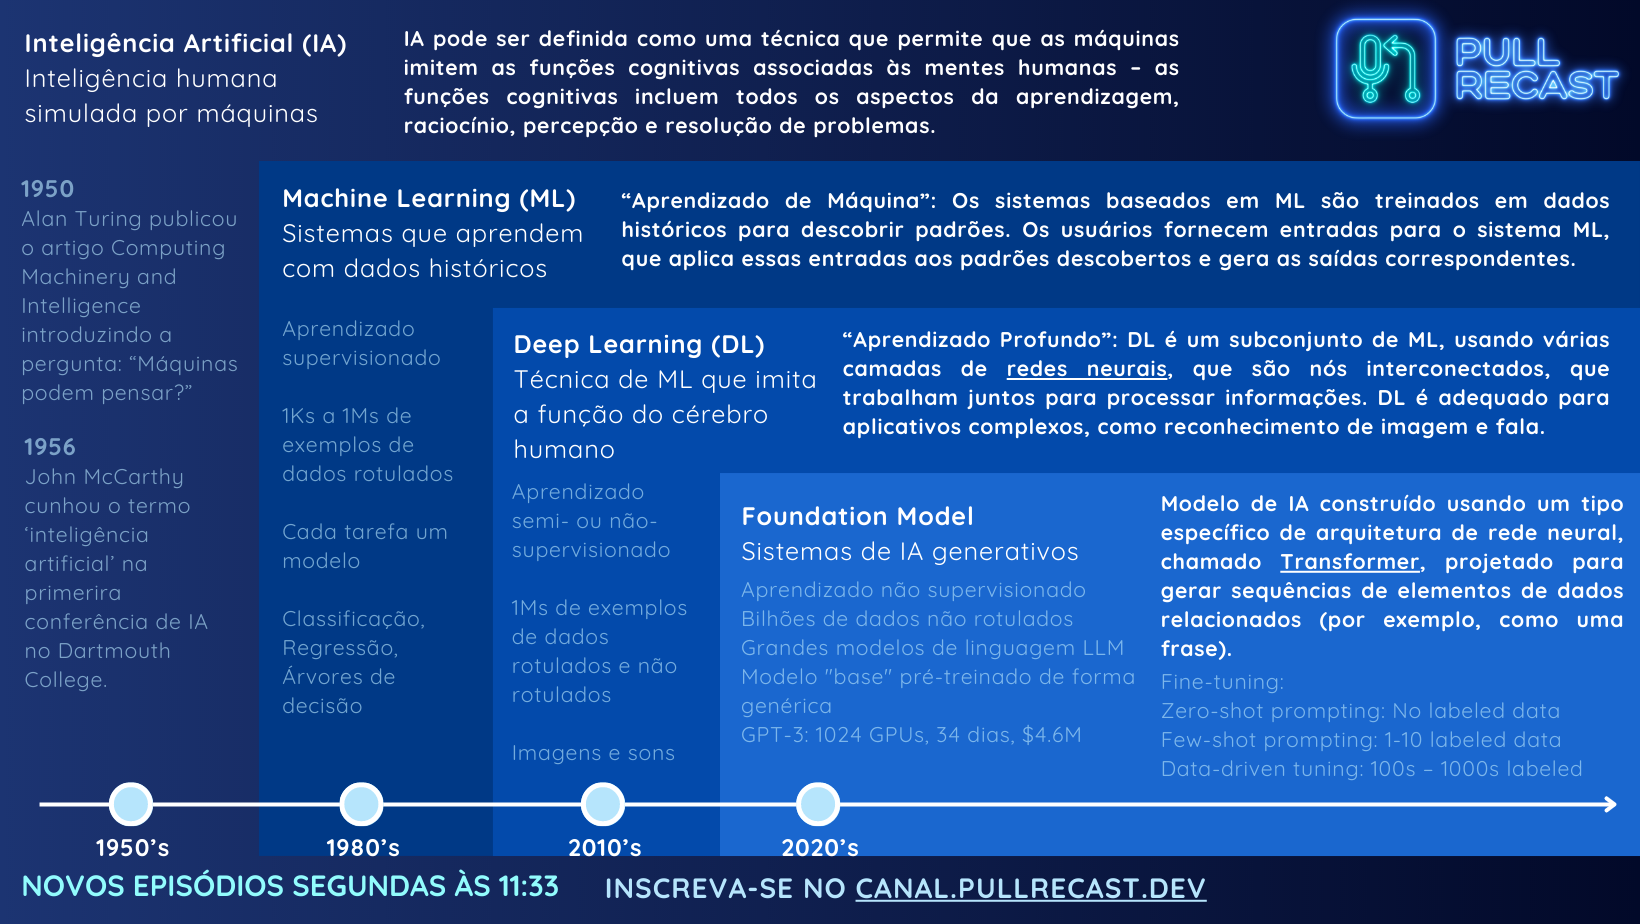 Inteligência Artificial (IA)
Inteligência humana
simulada por máquinas
IA pode ser definida como uma técnica que permite que as máquinas
imitem as funções cognitivas associadas às mentes humanas – as
funções cognitivas incluem todos os aspectos da aprendizagem,
raciocínio, percepção e resolução de problemas.
PULL
RECAST
1950
Alan Turing publicou
o artigo Computing
Machinery and
Intelligence
introduzindo a
pergunta: “Máquinas
podem pensar?”
1956
John McCarthy
cunhou o termo
‘inteligência
artificial’ na
primerira
conferência de IA
no Dartmouth
College.
Machine Learning (ML)
Sistemas que aprendem
com dados históricos
“Aprendizado de Máquina”: Os sistemas baseados em ML são treinados em dados
históricos para descobrir padrões. Os usuários fornecem entradas para o sistema ML,
que aplica essas entradas aos padrões descobertos e gera as saídas correspondentes.
Aprendizado
supervisionado
1Ks a 1Ms de
exemplos de
dados rotulados
Cada tarefa um
modelo
Classificação,
Regressão,
Árvores de
decisão
Deep Learning (DL)
Técnica de ML que imita
a função do cérebro
humano
“Aprendizado Profundo”: DL é um subconjunto de ML, usando várias
camadas de redes neurais, que são nós interconectados, que
trabalham juntos para processar informações. DL é adequado para
aplicativos complexos, como reconhecimento de imagem e fala.
Aprendizado
semi- ou não-
supervisionado
1Ms de exemplos
de dados
rotulados e não
rotulados
Imagens e sons
Foundation Model
Sistemas de IA generativos
Aprendizado não supervisionado
Bilhões de dados não rotulados
Grandes modelos de linguagem LLM
Modelo "base" pré-treinado de forma
genérica
GPT-3: 1024 GPUs, 34 dias, $4.6M
Modelo de IA construído usando um tipo
específico de arquitetura de rede neural,
chamado Transformer, projetado para
gerar sequências de elementos de dados
relacionados (por exemplo, como uma
frase).
Fine-tuning:
Zero-shot prompting: No labeled data
Few-shot prompting: 1-10 labeled data
Data-driven tuning: 100s – 1000s labeled
1950’s
1980’s
2010’s
2020’s
NOVOS EPISÓDIOS SEGUNDAS ÀS 11:33
INSCREVA-SE NO CANAL.PULLRECAST.DEV